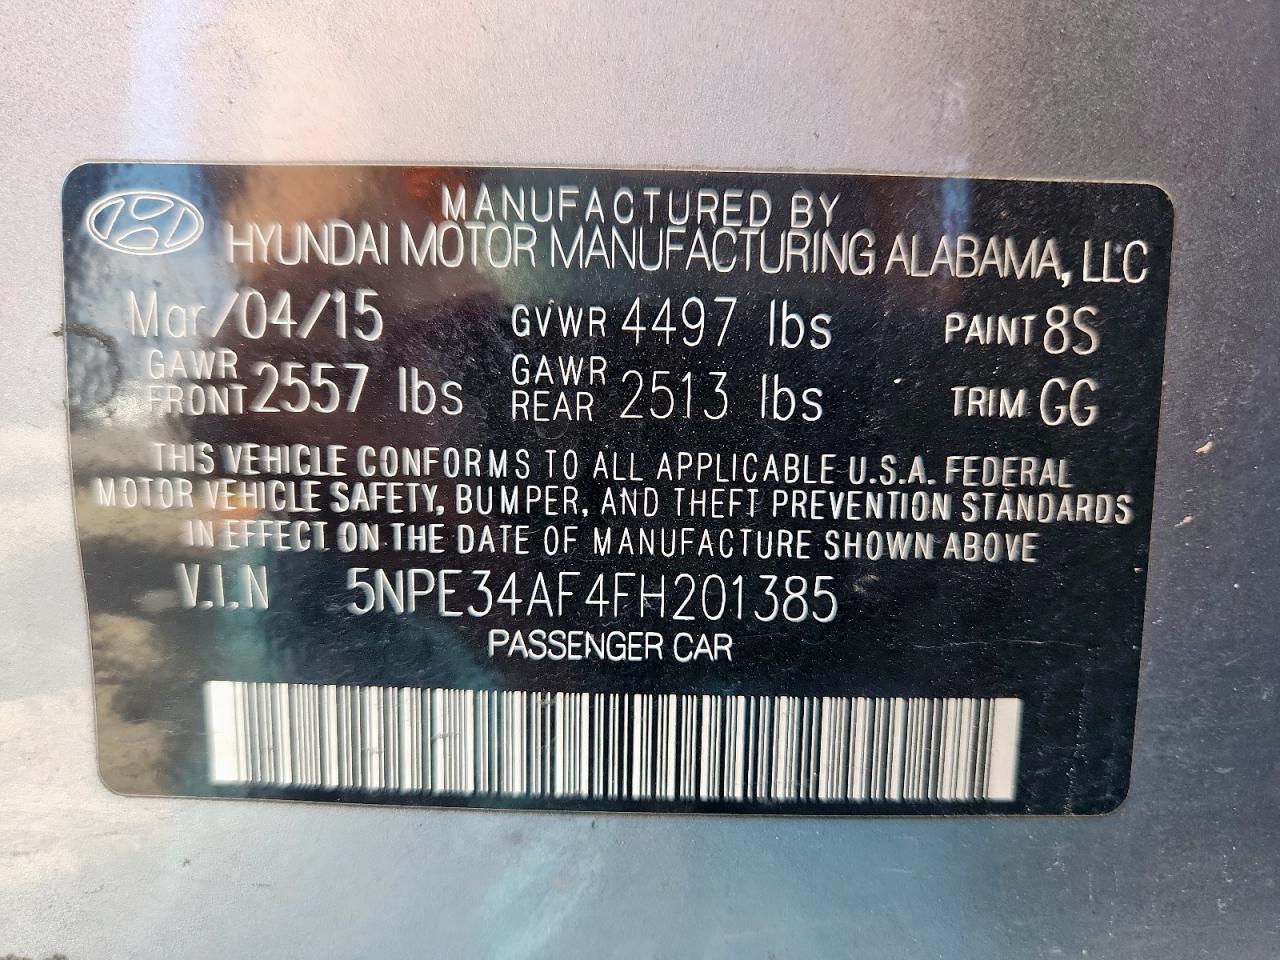 MANUFACTURED BY
HYUNDAI MOTOR MANUFACTURING ALABAMA, LLC
Mar/04/15 GVWR 4497 lbs PAINT 8S
GAWR FRONT 2557 lbs GAWR REAR 2513 lbs TRIM GG
THIS VEHICLE CONFORMS TO ALL APPLICABLE U.S.A. FEDERAL
MOTOR VEHICLE SAFETY, BUMPER, AND THEFT PREVENTION STANDARDS
IN EFFECT ON THE DATE OF MANUFACTURE SHOWN ABOVE
V.I.N 5NPE34AF4FH201385
PASSENGER CAR